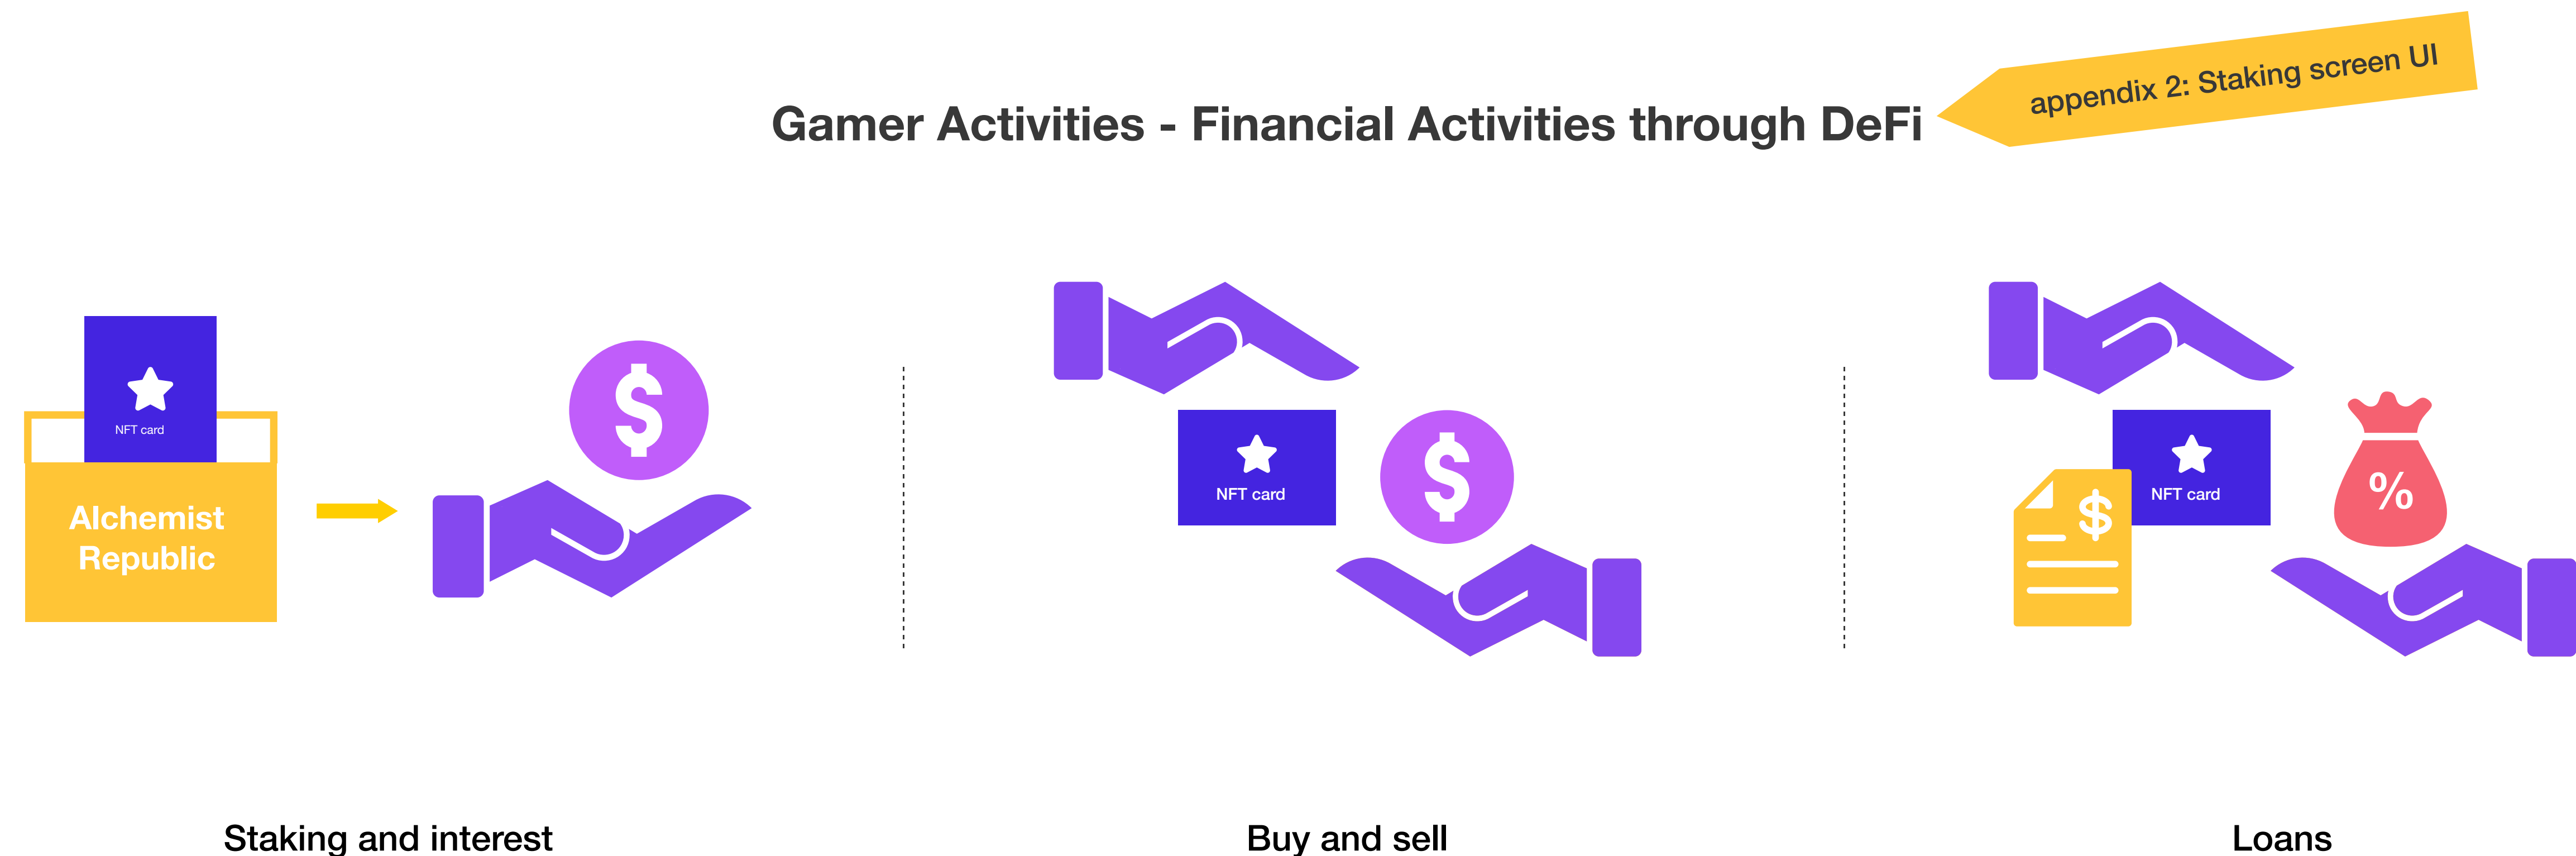 appendix 2: Staking screen UI
Gamer Activities - Financial Activities through DeFi
NFT card
Alchemist
Republic
$
NFT card
$
$
NFT card
%
Staking and interest
Buy and sell
Loans